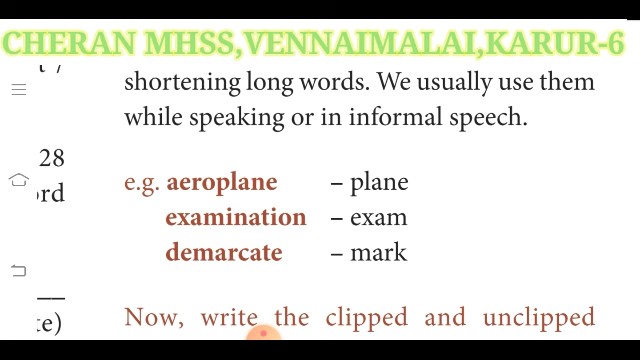 CHERAN MHSS,VENNAIMALAI,KARUR-6
shortening long words. We usually use them
while speaking or in informal speech.
28
e.g. aeroplane – plane
examination – exam
demarcate – mark
Now, write the clipped and unclipped